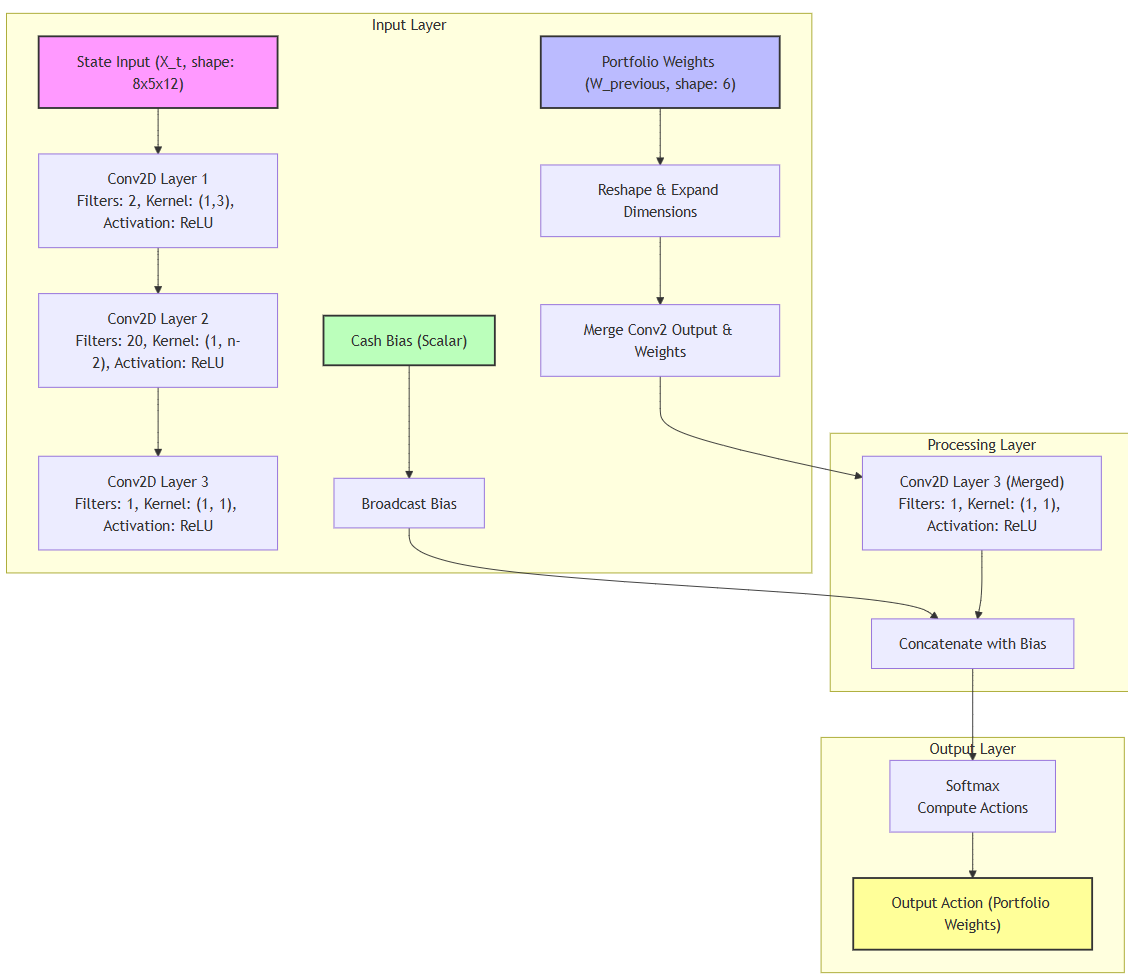 Input Layer
State Input (X_t, shape:
8x5x12)
Portfolio Weights
(W_previous, shape: 6)
Conv2D Layer 1
Filters: 2, Kernel: (1,3),
Activation: ReLU
Reshape & Expand
Dimensions
Conv2D Layer 2
Filters: 20, Kernel: (1, n-
2), Activation: ReLU
Cash Bias (Scalar)
Merge Conv2 Output &
Weights
Conv2D Layer 3
Filters: 1, Kernel: (1, 1),
Activation: ReLU
Broadcast Bias
Processing Layer
Conv2D Layer 3 (Merged)
Filters: 1, Kernel: (1, 1),
Activation: ReLU
Concatenate with Bias
Output Layer
Softmax
Compute Actions
Output Action (Portfolio
Weights)